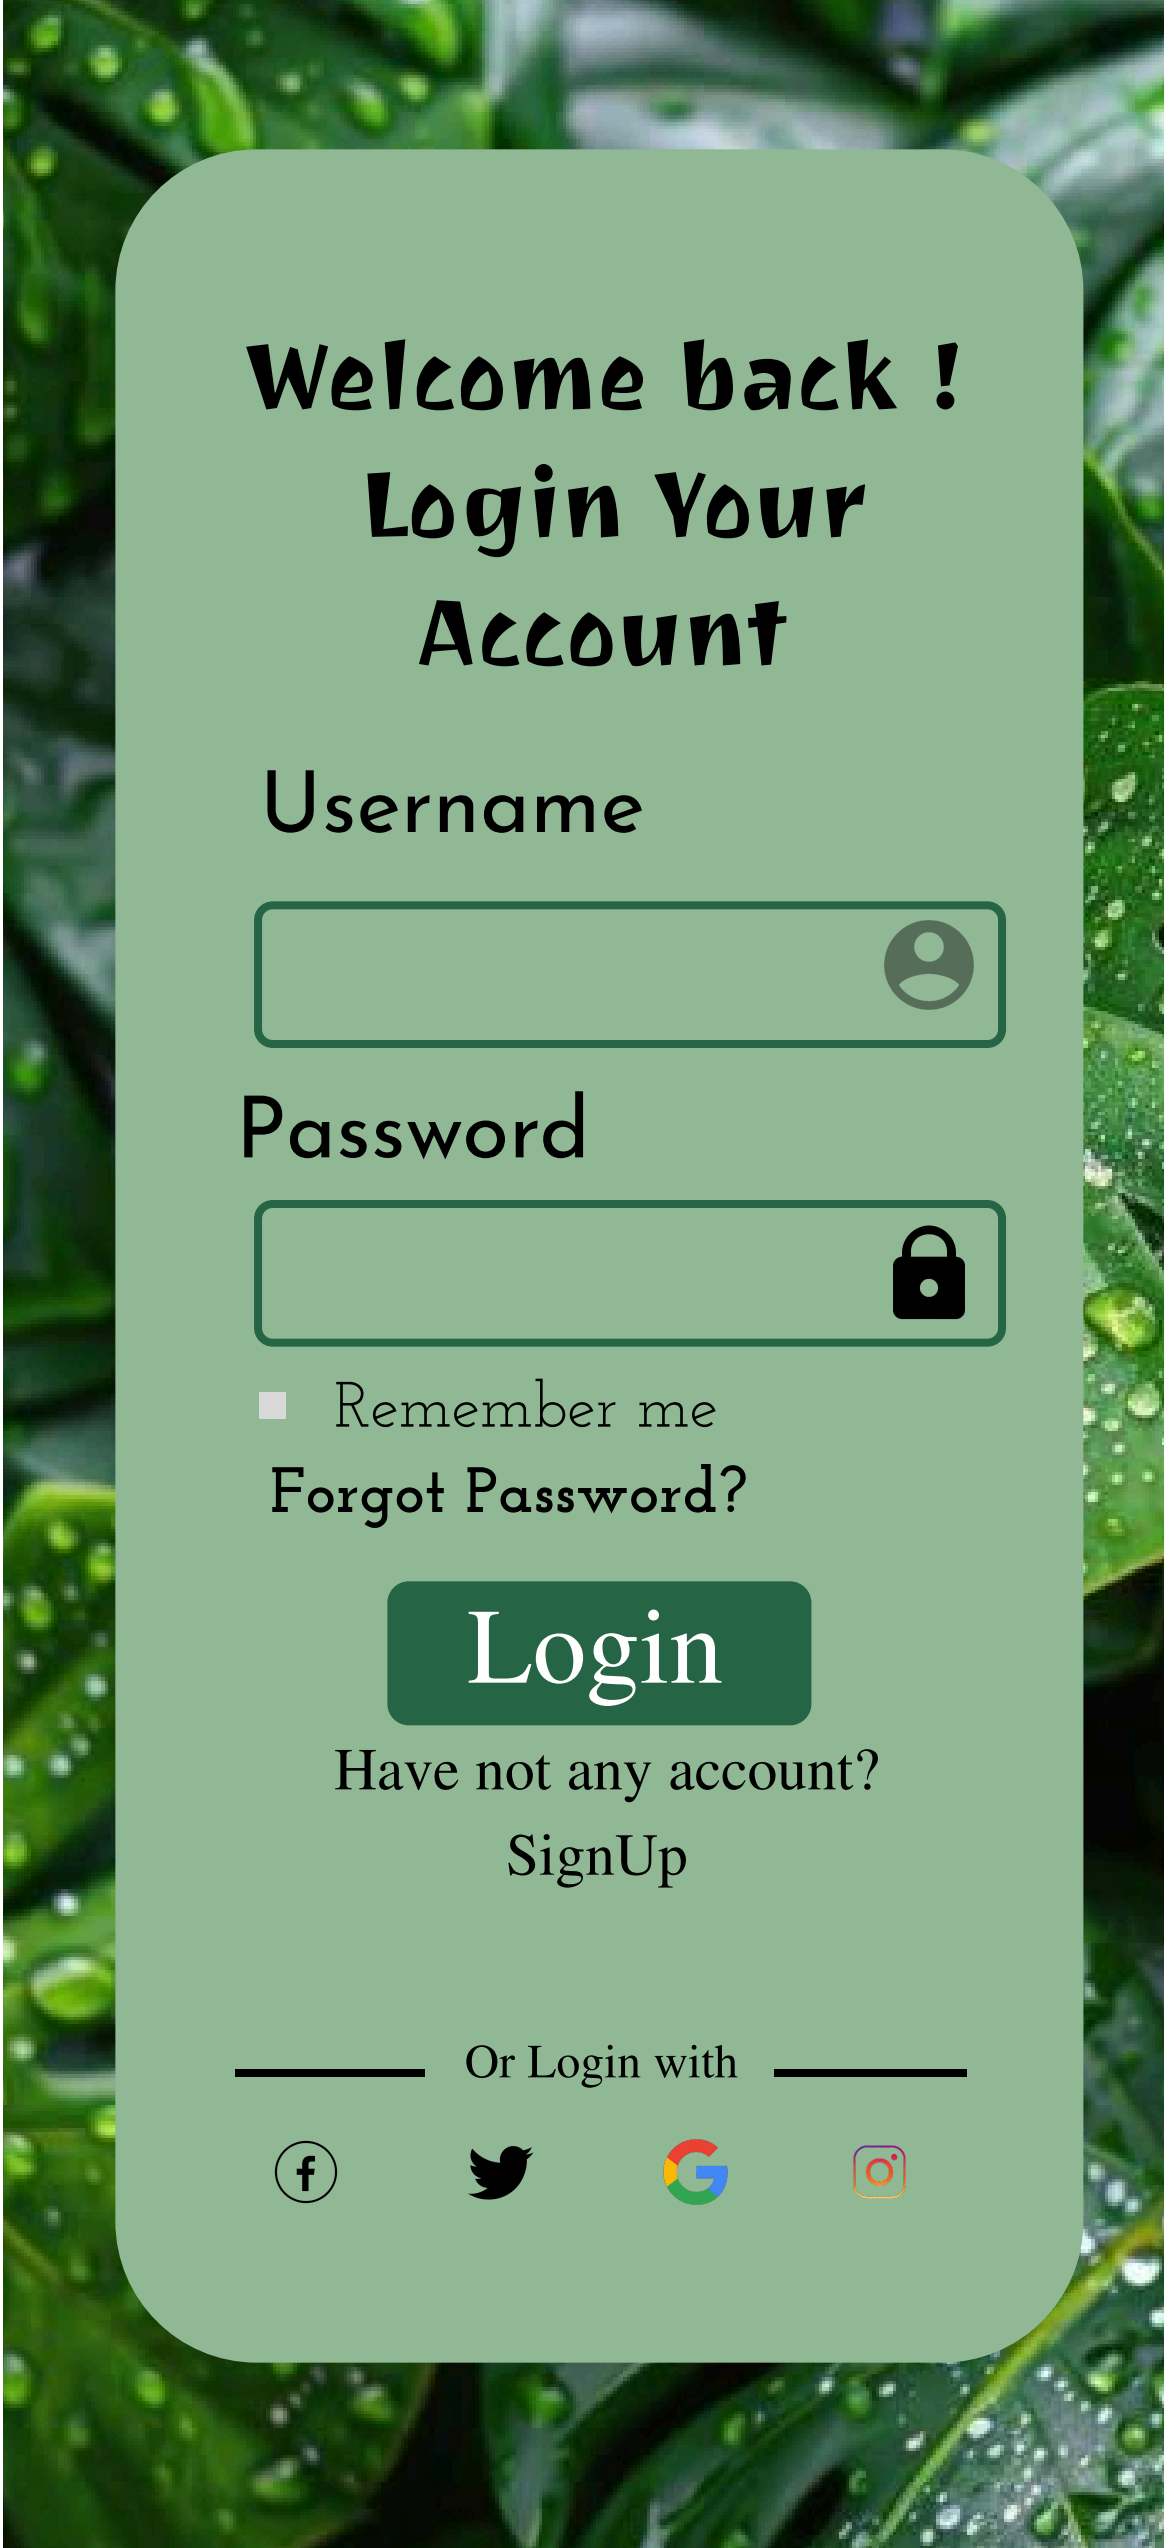 Welcome back !
Login Your
Account
Username
Password
Remember me
Forgot Password?
Login
Have not any account?
SignUp
Or Login with